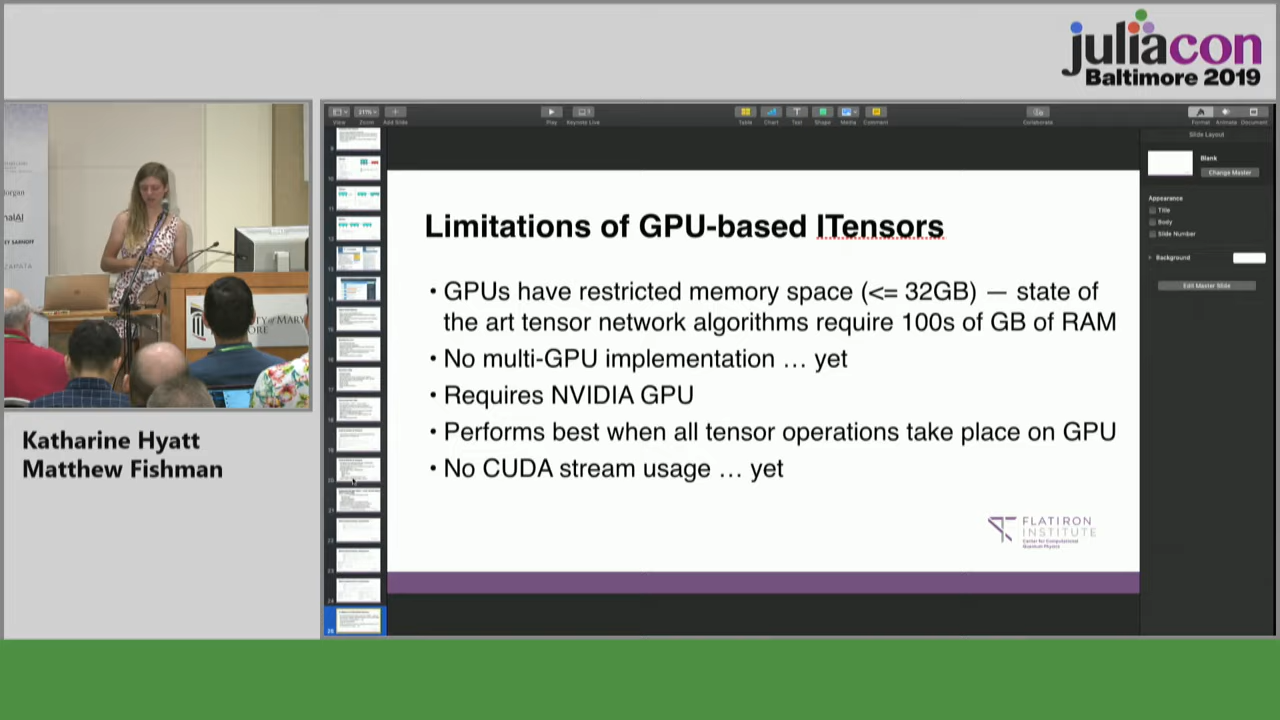 juliacon
Baltimore 2019
Katharine Hyatt
Matthew Fishman
View
Zoom
Add Slide
Play
Keynote Live
Table
Chart
Text
Shape
Media
Comment
Collaborate
Format
Animate
Document
Slide Layout
Blank
Change Master
Appearance
Title
Body
Slide Number
Background
Edit Master Slide
Limitations of GPU-based ITensors
• GPUs have restricted memory space (<= 32GB) — state of
the art tensor network algorithms require 100s of GB of RAM
• No multi-GPU implementation … yet
• Requires NVIDIA GPU
• Performs best when all tensor operations take place on GPU
• No CUDA stream usage … yet
FLATIRON
INSTITUTE
Center for Computational
Quantum Physics